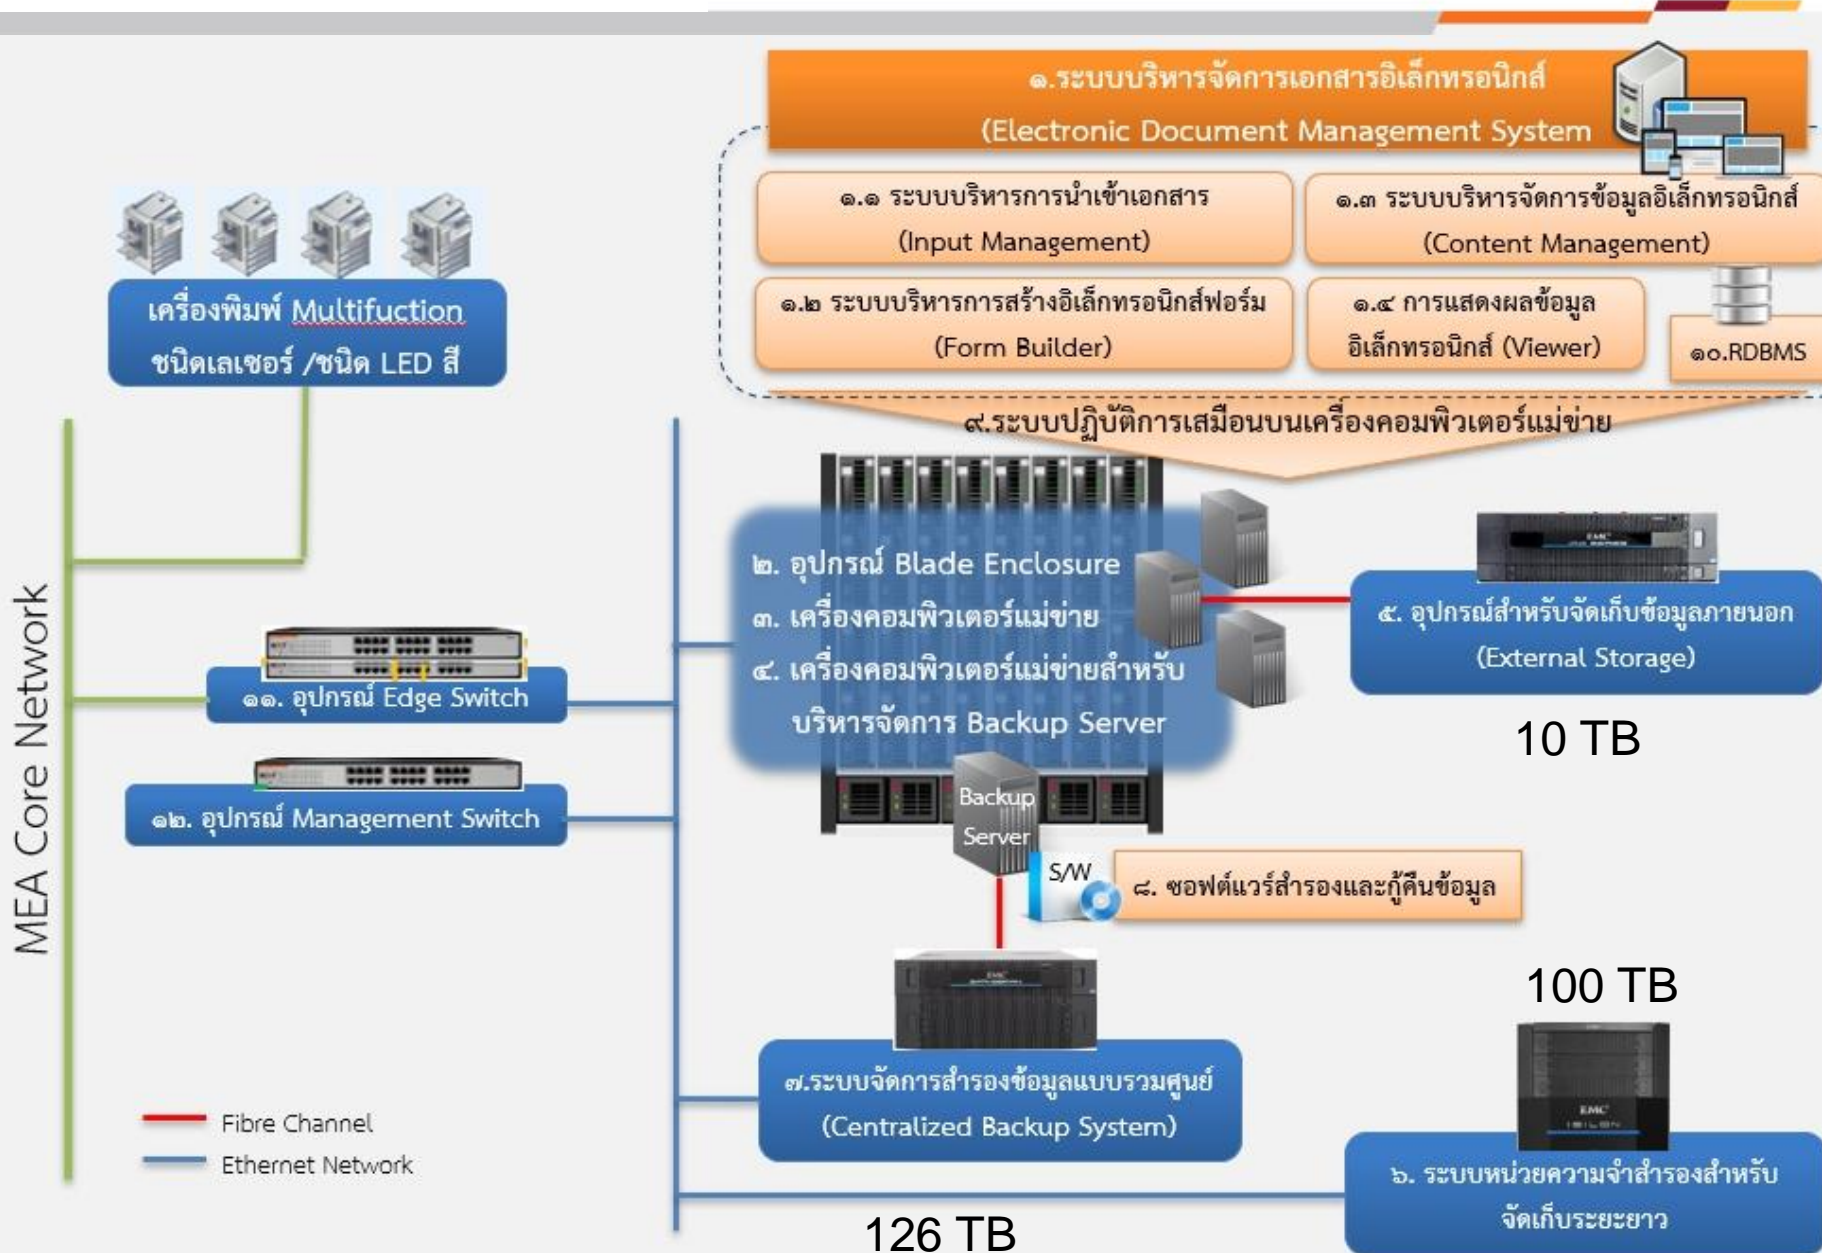 ๑.ระบบบริหารจัดการเอกสารอิเล็กทรอนิกส์
(Electronic Document Management System
๑.๑ ระบบบริหารการนำเข้าเอกสาร
(Input Management)
๑.๓ ระบบบริหารจัดการข้อมูลอิเล็กทรอนิกส์
(Content Management)
๑.๒ ระบบบริหารการสร้างอิเล็กทรอนิกส์ฟอร์ม
(Form Builder)
๑.๔ การแสดงผลข้อมูล
อิเล็กทรอนิกส์ (Viewer)
๑๐.RDBMS
๙.ระบบปฏิบัติการเสมือนบนเครื่องคอมพิวเตอร์แม่ข่าย
เครื่องพิมพ์ Multifuction
ชนิดเลเซอร์ /ชนิด LED สี
MEA Core Network
๒. อุปกรณ์ Blade Enclosure
๓. เครื่องคอมพิวเตอร์แม่ข่าย
๔. เครื่องคอมพิวเตอร์แม่ข่ายสำหรับ
บริหารจัดการ Backup Server
EMC²
๕. อุปกรณ์สำหรับจัดเก็บข้อมูลภายนอก
(External Storage)
10 TB
๑๑. อุปกรณ์ Edge Switch
๑๒. อุปกรณ์ Management Switch
Backup
Server
S/W
๘. ซอฟต์แวร์สำรองและกู้คืนข้อมูล
EMC²
๗.ระบบจัดการสำรองข้อมูลแบบรวมศูนย์
(Centralized Backup System)
100 TB
EMC²
ISILON
๖. ระบบหน่วยความจำสำรองสำหรับ
จัดเก็บระยะยาว
126 TB
Fibre Channel
Ethernet Network